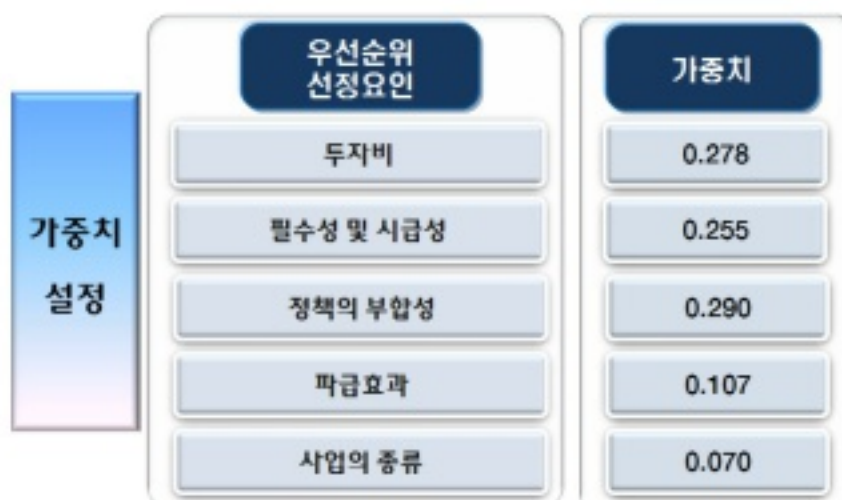 우선순위
선정요인
가중치
가중치
설정
투자비
0.278
필수성 및 시급성
0.255
정책의 부합성
0.290
파급효과
0.107
사업의 종류
0.070